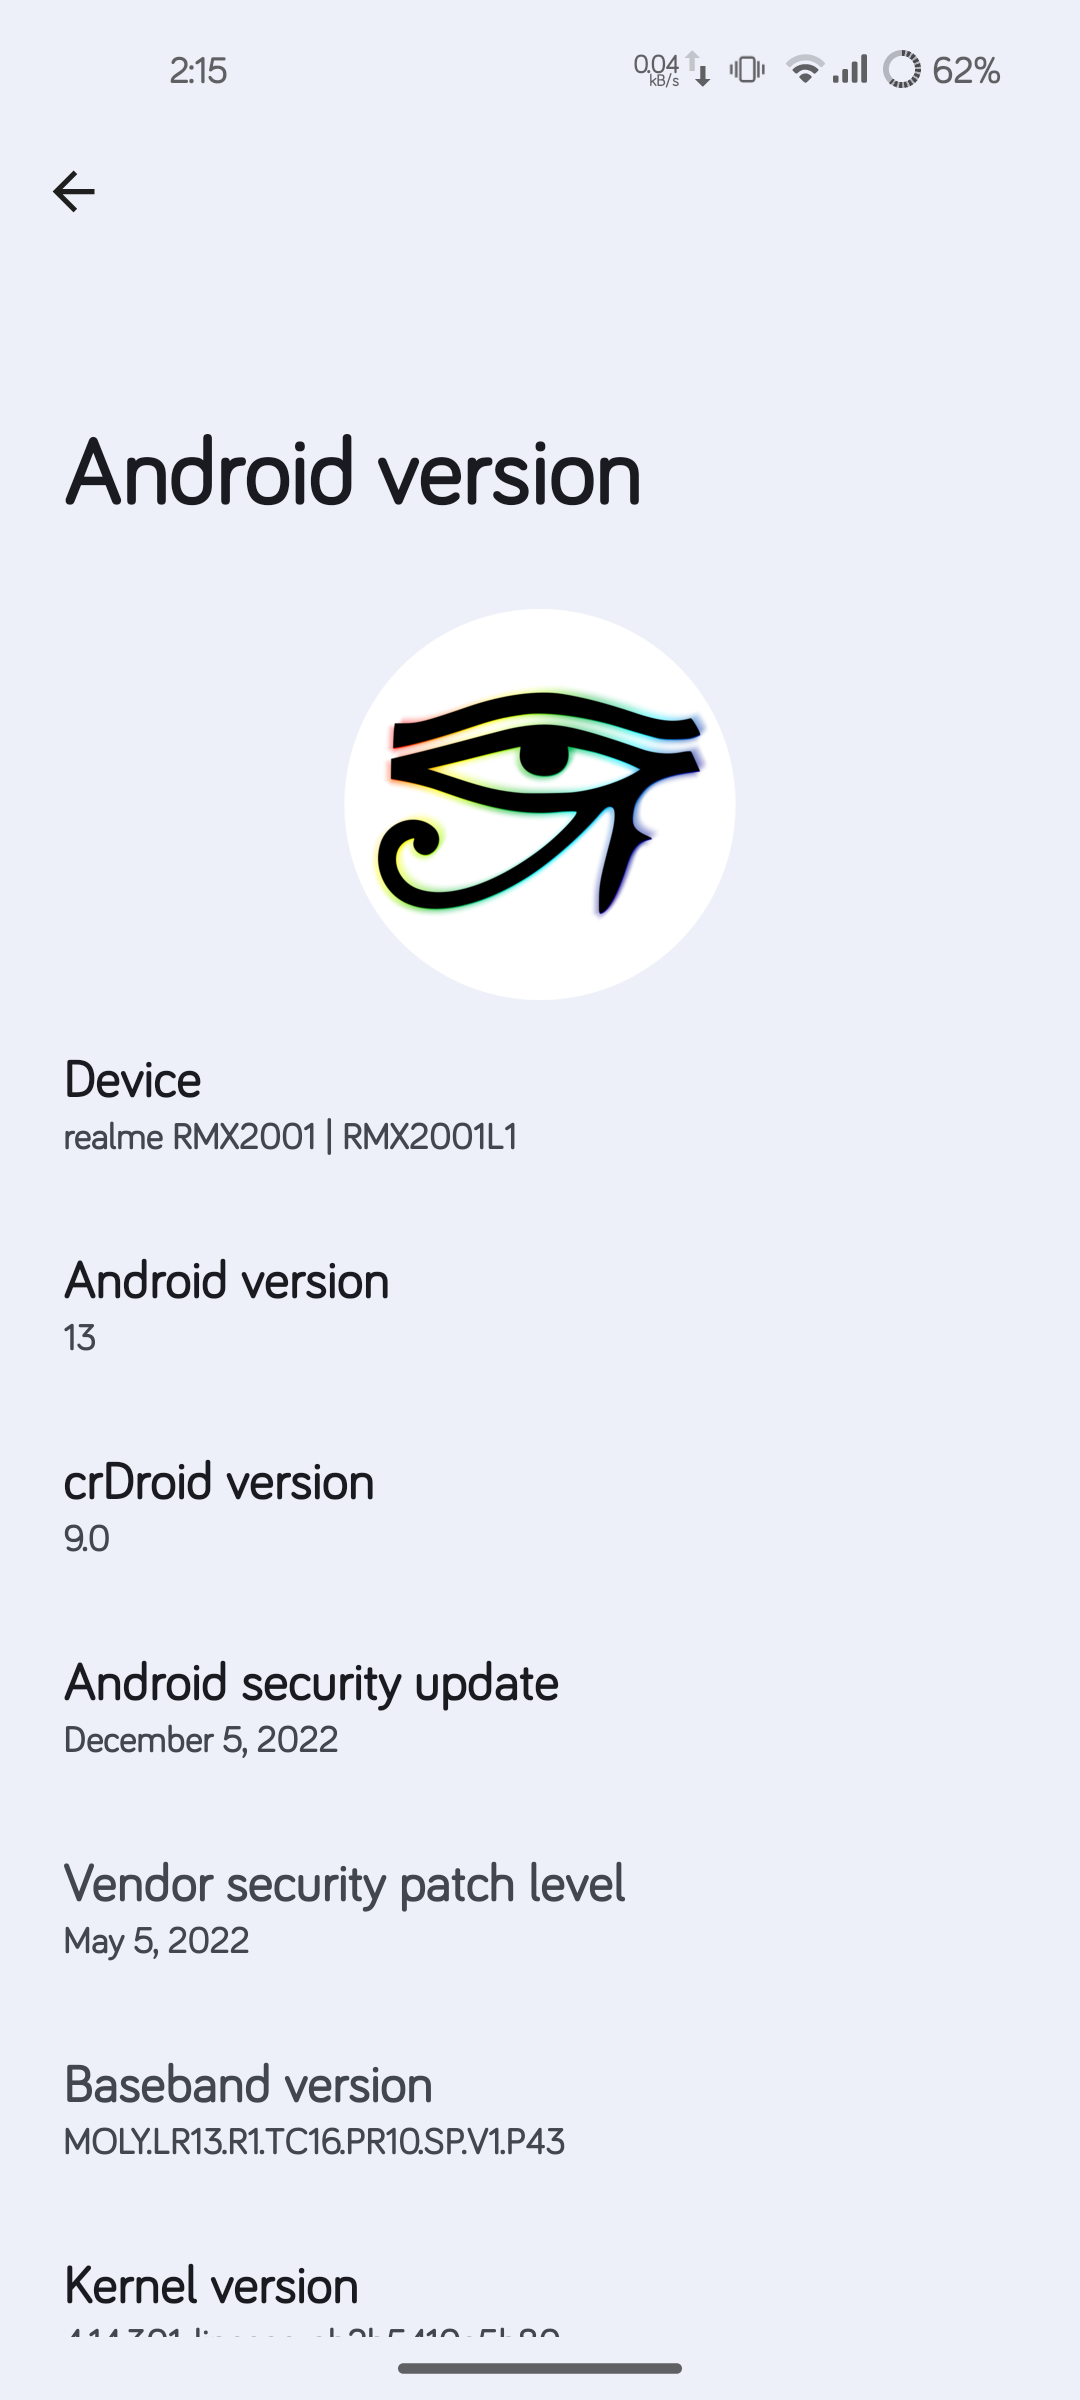 2:15
0.04
kB/s
62%
Android version
Device
realme RMX2001 | RMX2001L1
Android version
13
crDroid version
9.0
Android security update
December 5, 2022
Vendor security patch level
May 5, 2022
Baseband version
MOLY.LR13.R1.TC16.PR10.SP.V1.P43
Kernel version